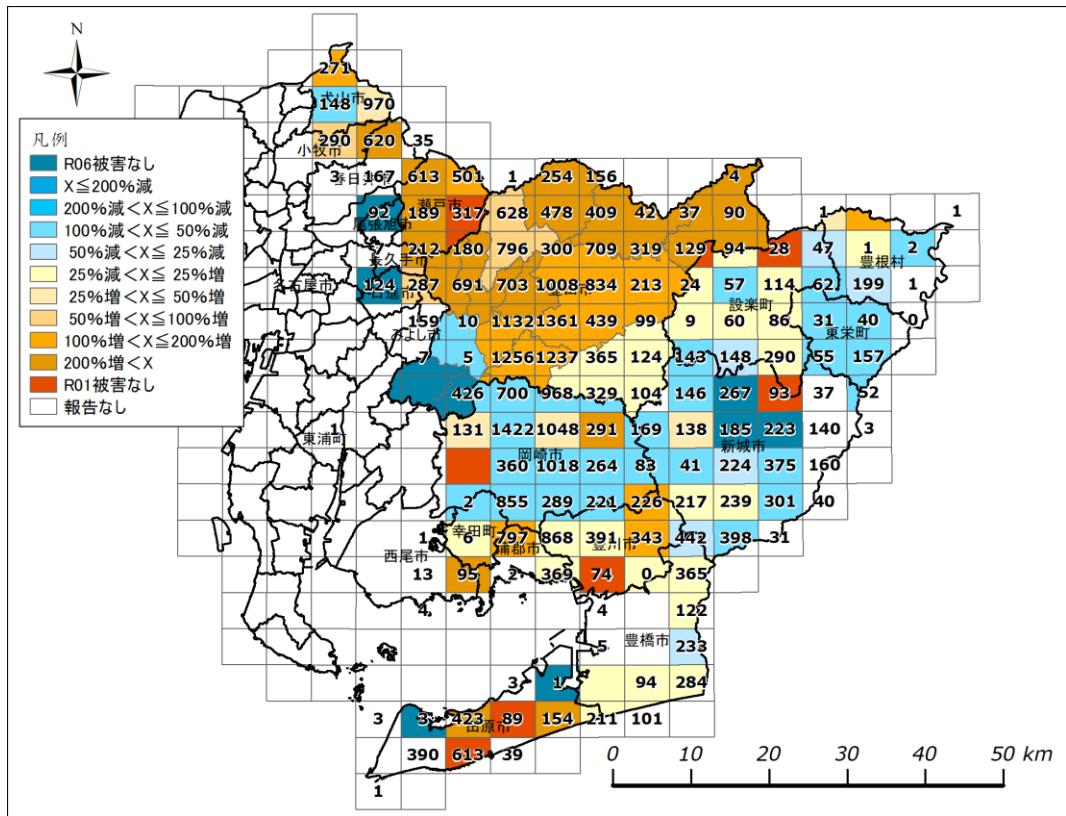 N
271
犬山市
148 970
凡例
R06被害なし
X≦200%減
200%減<X≦100%減
100%減<X≦50%減
50%減<X≦25%減
25%減<X≦25%増
25%増<X≦50%増
50%増<X≦100%増
100%増<X≦200%増
200%増<X
R01被害なし
報告なし
290 620 35
小牧市
3 167 613 501 1 254 156 4
春日井市
瀬戸市
92 189 317 628 478 409 42 37 90 1 1
尾張旭市
212 180 796 300 709 319 129 94 28 47 1 2
長久手市 豊根村
124 287 691 703 1008 834 213 24 57 114 62 199 1
名古屋市 日進市 豊田市 設楽町
159 10 1132 1361 439 99 9 60 86 31 40 0
みよし市 東栄町
7 5 1256 1237 365 124 143 148 290 55 157
426 700 968 329 104 146 267 93 37 52
1 131 1422 1048 291 169 138 185 223 140 3
東浦町 岡崎市 新城市
360 1018 264 83 41 224 375 160
2 855 289 221 226 217 239 301 40
幸田町
1 6 797 868 391 343 442 398 31
西尾市 蒲郡市 豊川市
13 95 2 369 74 0 365
4 4 122
豊橋市
5 233
3 1 94 284
3 3 423 89 154 211 101
田原市
390 613 39
1
0 10 20 30 40 50 km